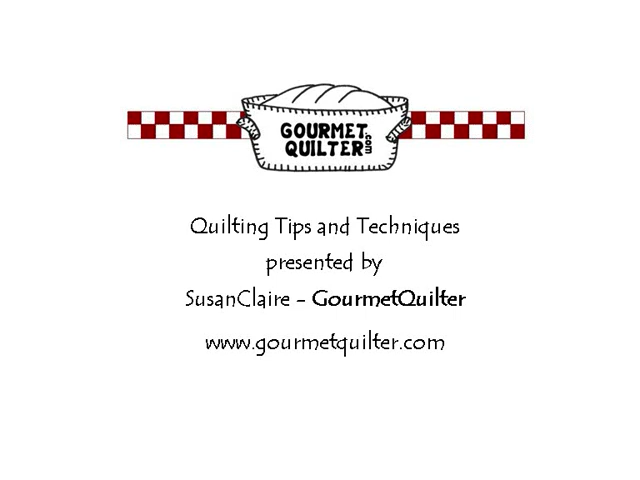 GOURMET
QUILTER.com
Quilting Tips and Techniques
presented by
SusanClaire - GourmetQuilter
www.gourmetquilter.com